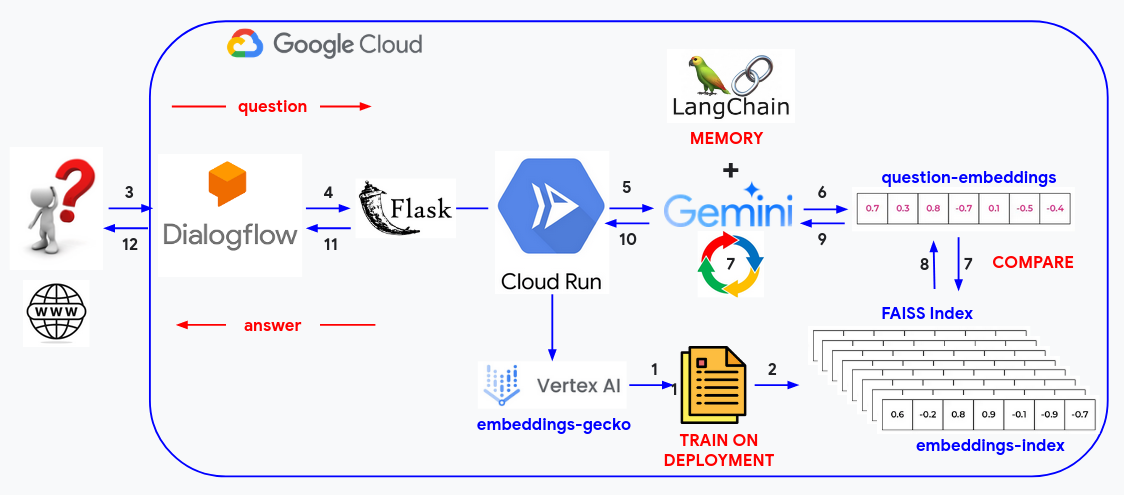 Google Cloud
question
LangChain
MEMORY
+
3
12
Dialogflow
4
11
Flask
Cloud Run
5
10
Gemini
7
6
9
question-embeddings
0.7 0.3 0.8 -0.7 0.1 -0.5 -0.4
8
7
COMPARE
WWW
answer
FAISS Index
Vertex AI
embeddings-gecko
1
1
2
TRAIN ON
DEPLOYMENT
0.6 -0.2 0.8 0.9 -0.1 -0.9 -0.7
embeddings-index